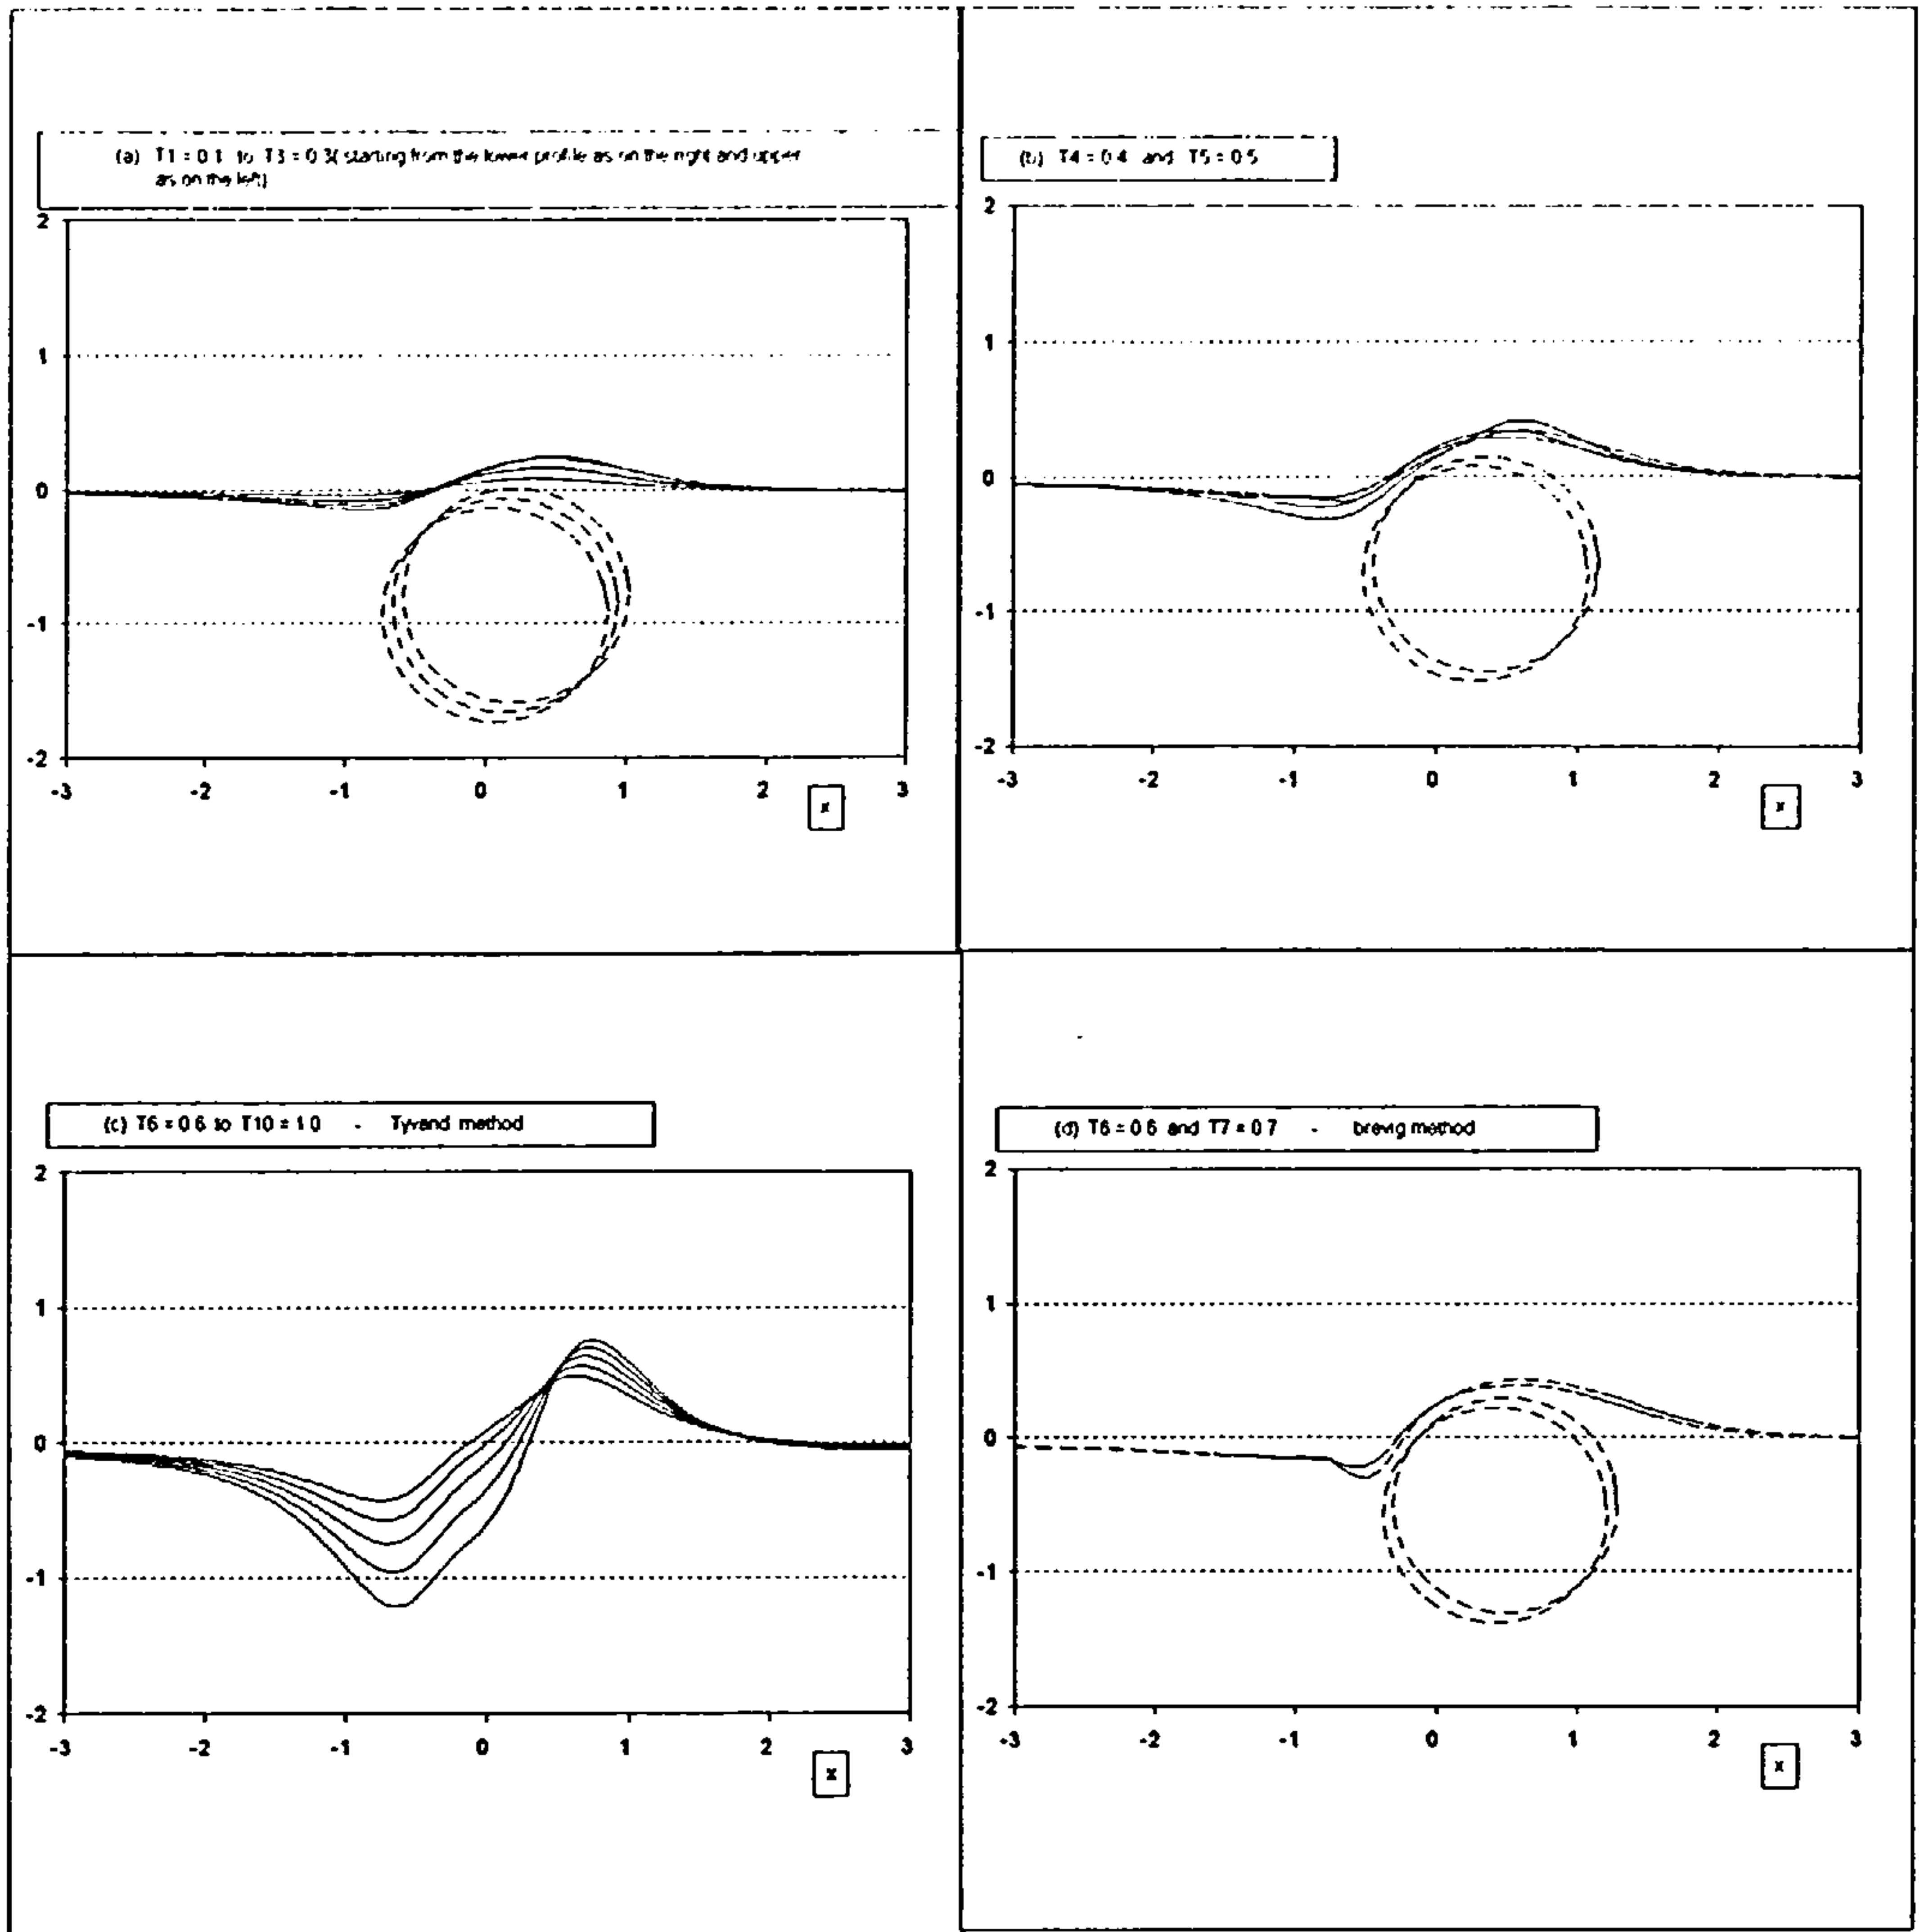 (a) T1 = 0.1 to T3 = 0.3( starting from the lower profile as on the right and upper
as on the left)
2
1
0
-1
-2
-3 -2 -1 0 1 2 3
x
(b) T4 = 0.4 and T5 = 0.5
2
1
0
-1
-2
-3 -2 -1 0 1 2 3
x
(c) T6 = 0.6 to T10 = 1.0 - Tyvand method
2
1
0
-1
-2
-3 -2 -1 0 1 2 3
x
(d) T6 = 0.6 and T7 = 0.7 - brevig method
2
1
0
-1
-2
-3 -2 -1 0 1 2 3
x